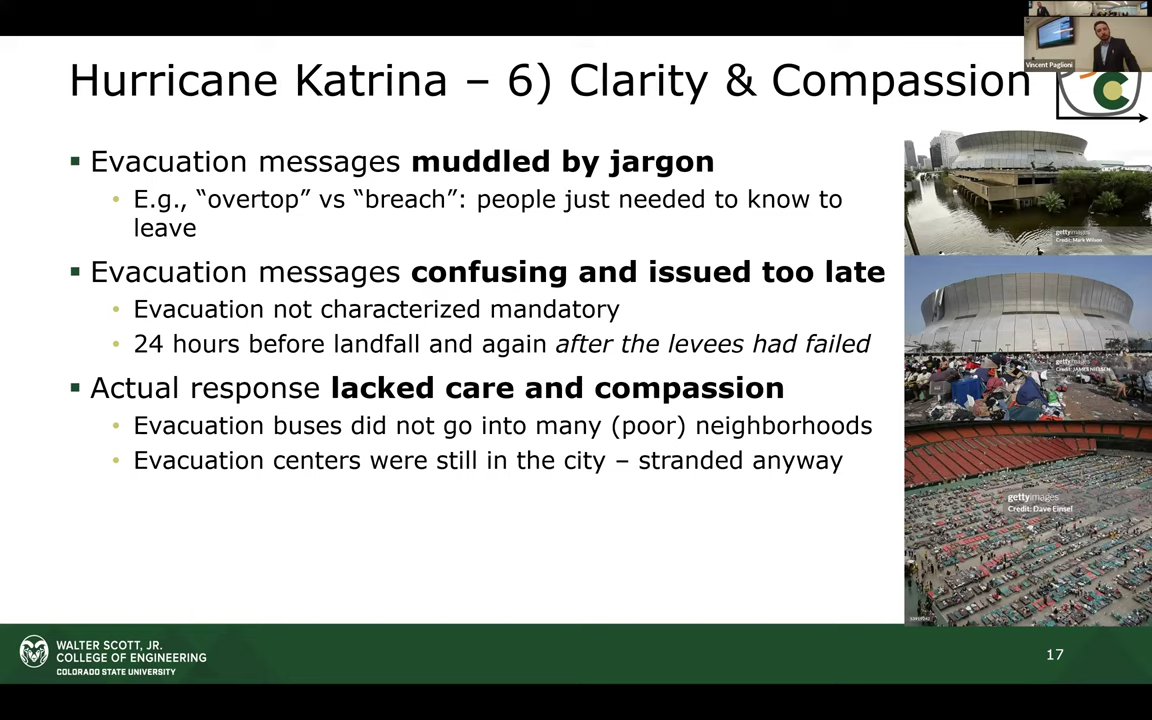 Hurricane Katrina – 6) Clarity & Compassion
Vincent Paglioni
C
Evacuation messages muddled by jargon
E.g., “overtop” vs “breach”: people just needed to know to
leave
Evacuation messages confusing and issued too late
Evacuation not characterized mandatory
24 hours before landfall and again after the levees had failed
Actual response lacked care and compassion
Evacuation buses did not go into many (poor) neighborhoods
Evacuation centers were still in the city – stranded anyway
gettyimages
Credit: Mark Wilson
gettyimages
Credit: JAMES NIELSEN
gettyimages
Credit: Dave Einsel
WALTER SCOTT, JR.
COLLEGE OF ENGINEERING
COLORADO STATE UNIVERSITY
17